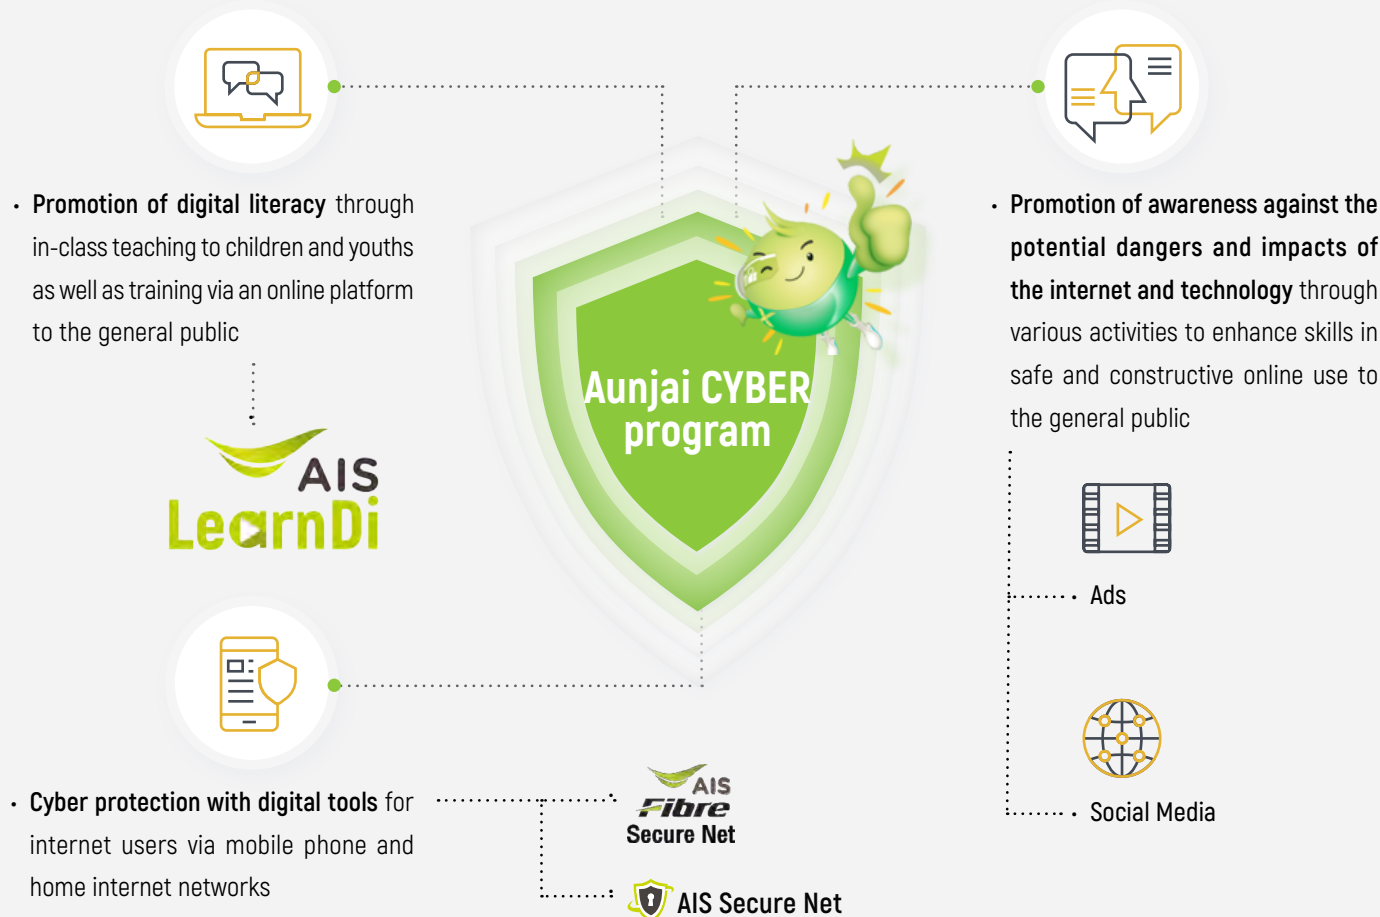 • Promotion of digital literacy through
in-class teaching to children and youths
as well as training via an online platform
to the general public
AIS
LearnDi
Aunjai CYBER
program
• Promotion of awareness against the
potential dangers and impacts of
the internet and technology through
various activities to enhance skills in
safe and constructive online use to
the general public
• Ads
• Social Media
• Cyber protection with digital tools for
internet users via mobile phone and
home internet networks
AIS
Fibre
Secure Net
AIS Secure Net